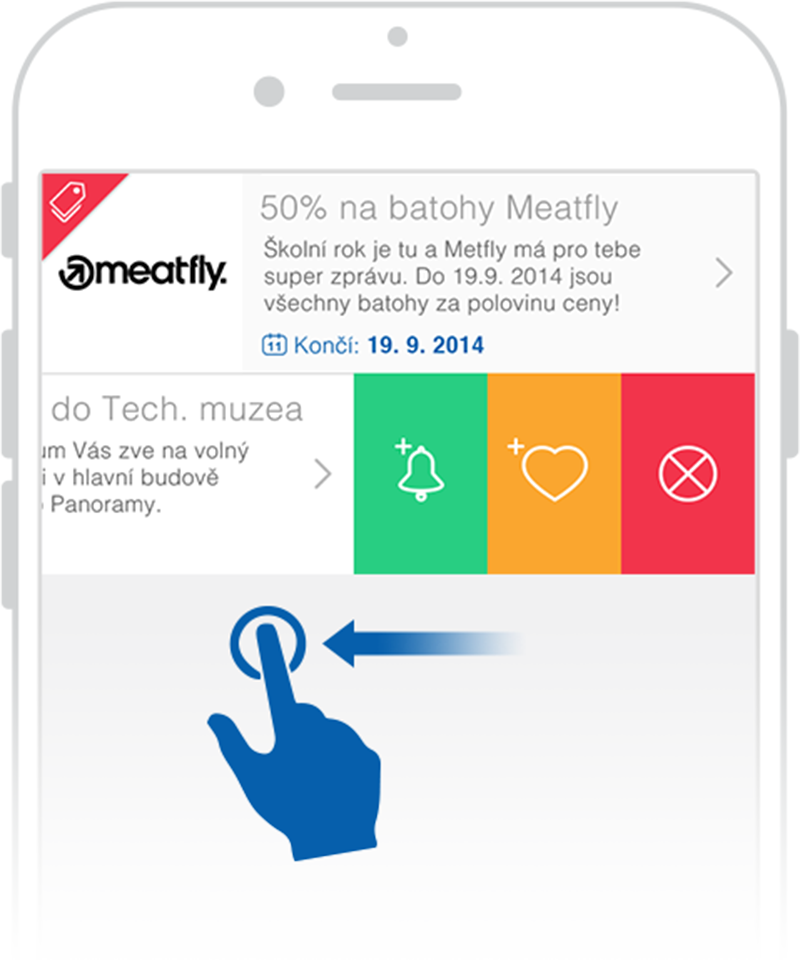 meatfly.
50% na batohy Meatfly
Školní rok je tu a Metfly má pro tebe
super zprávu. Do 19.9. 2014 jsou
všechny batohy za polovinu ceny!
11 Končí: 19. 9. 2014
do Tech. muzea
um Vás zve na volný
i v hlavní budově
Panoramy.